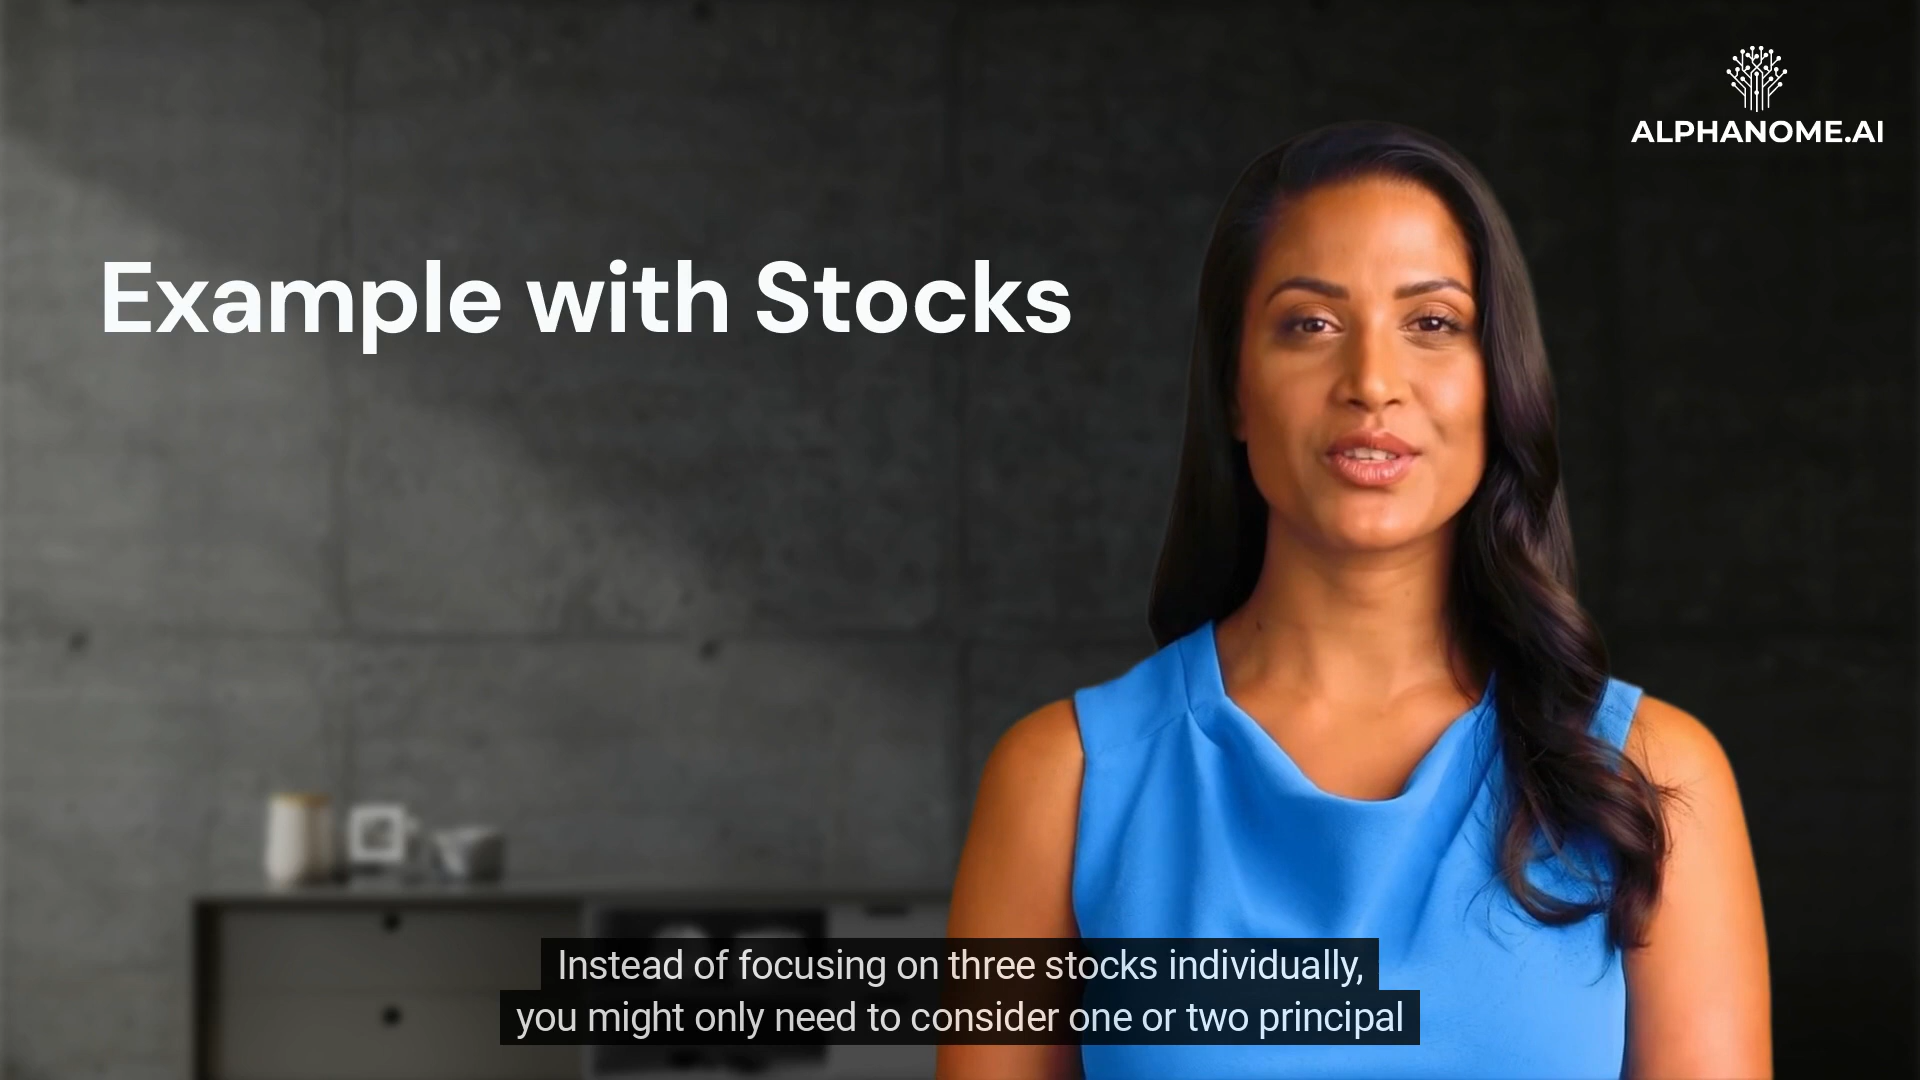 ALPHANOME.AI
Example with Stocks
Instead of focusing on three stocks individually,
you might only need to consider one or two principal